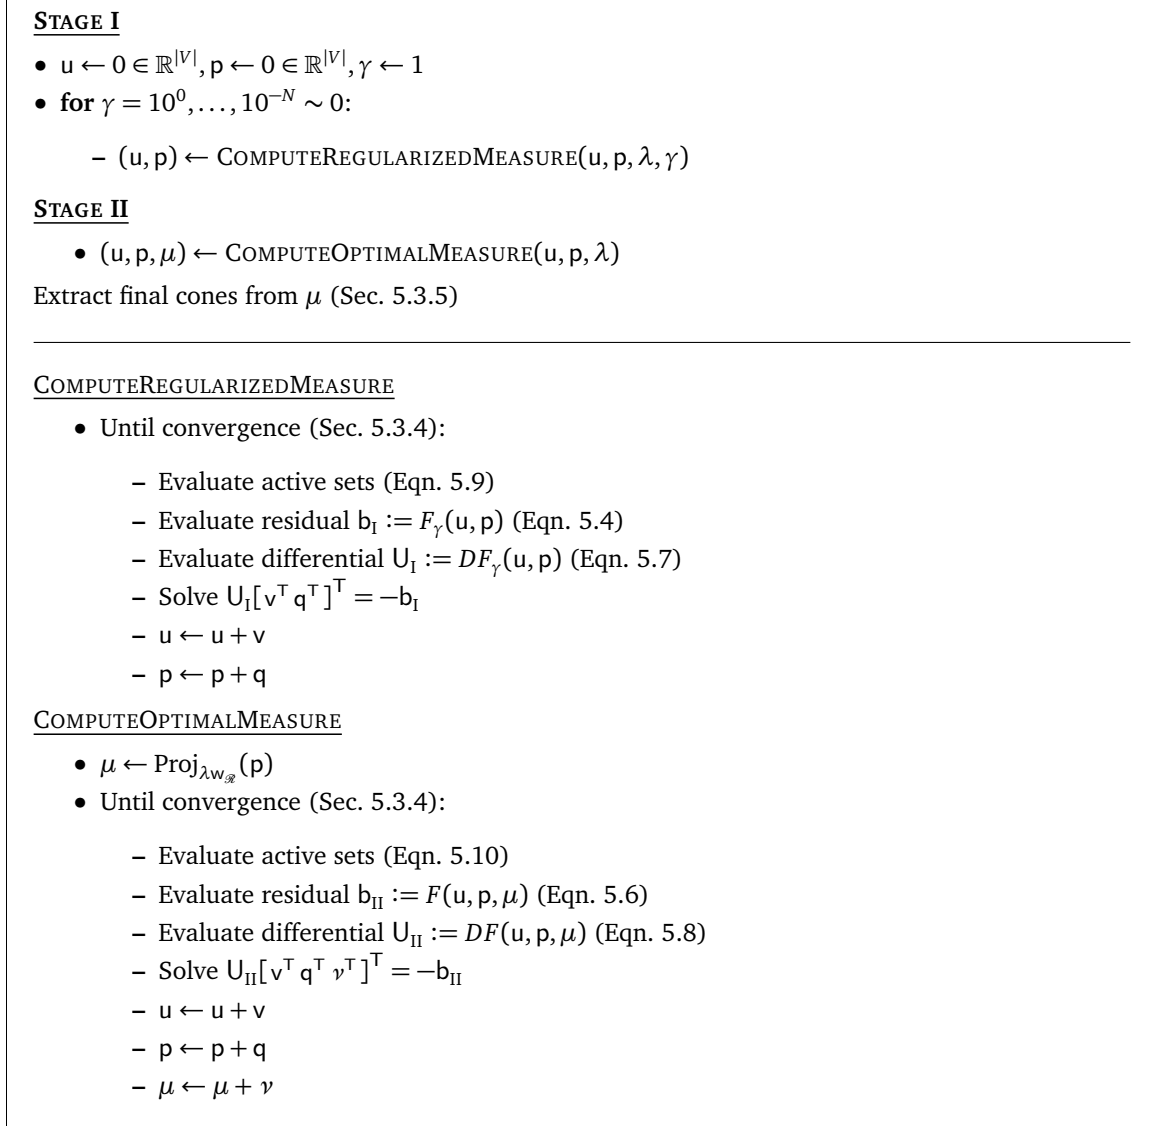 STAGE I
• u ← 0 ∈ ℝ^{|V|}, p ← 0 ∈ ℝ^{|V|}, γ ← 1
• for γ = 10^0, . . . , 10^{−N} ∼ 0:
– (u, p) ← COMPUTEREGULARIZEDMEASURE(u, p, λ, γ)
STAGE II
• (u, p, μ) ← COMPUTEOPTIMALMEASURE(u, p, λ)
Extract final cones from μ (Sec. 5.3.5)
COMPUTEREGULARIZEDMEASURE
• Until convergence (Sec. 5.3.4):
– Evaluate active sets (Eqn. 5.9)
– Evaluate residual b_I := F_γ(u, p) (Eqn. 5.4)
– Evaluate differential U_I := DF_γ(u, p) (Eqn. 5.7)
– Solve U_I[v^T q^T]^T = −b_I
– u ← u + v
– p ← p + q
COMPUTEOPTIMALMEASURE
• μ ← Proj_{λw_ℛ}(p)
• Until convergence (Sec. 5.3.4):
– Evaluate active sets (Eqn. 5.10)
– Evaluate residual b_II := F(u, p, μ) (Eqn. 5.6)
– Evaluate differential U_II := DF(u, p, μ) (Eqn. 5.8)
– Solve U_II[v^T q^T ν^T]^T = −b_II
– u ← u + v
– p ← p + q
– μ ← μ + ν